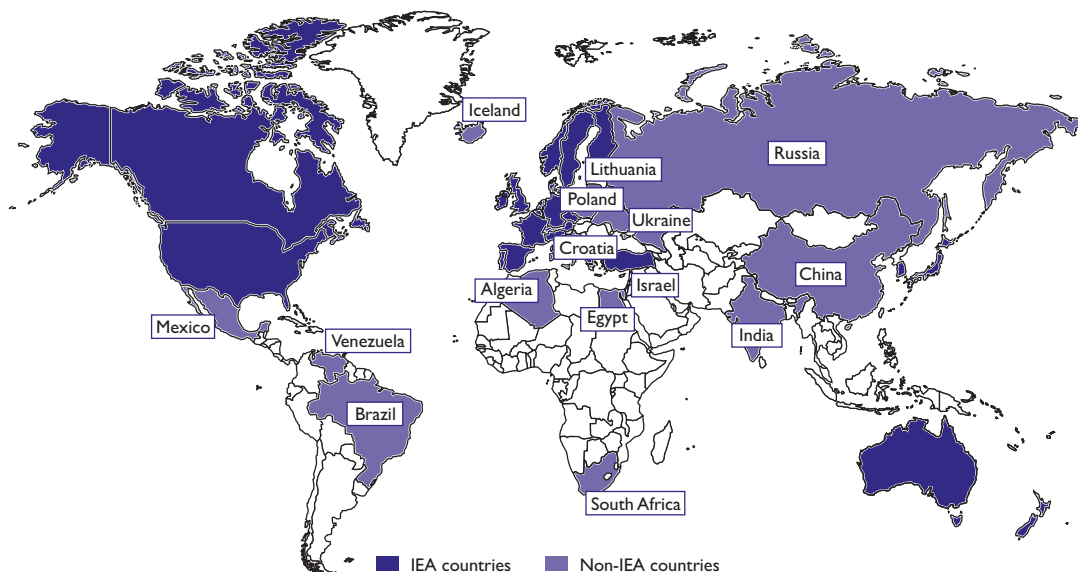 Iceland
Russia
Lithuania
Poland
Ukraine
Croatia
China
Algeria
Israel
Mexico
Egypt
Venezuela
India
Brazil
South Africa
IEA countries
Non-IEA countries